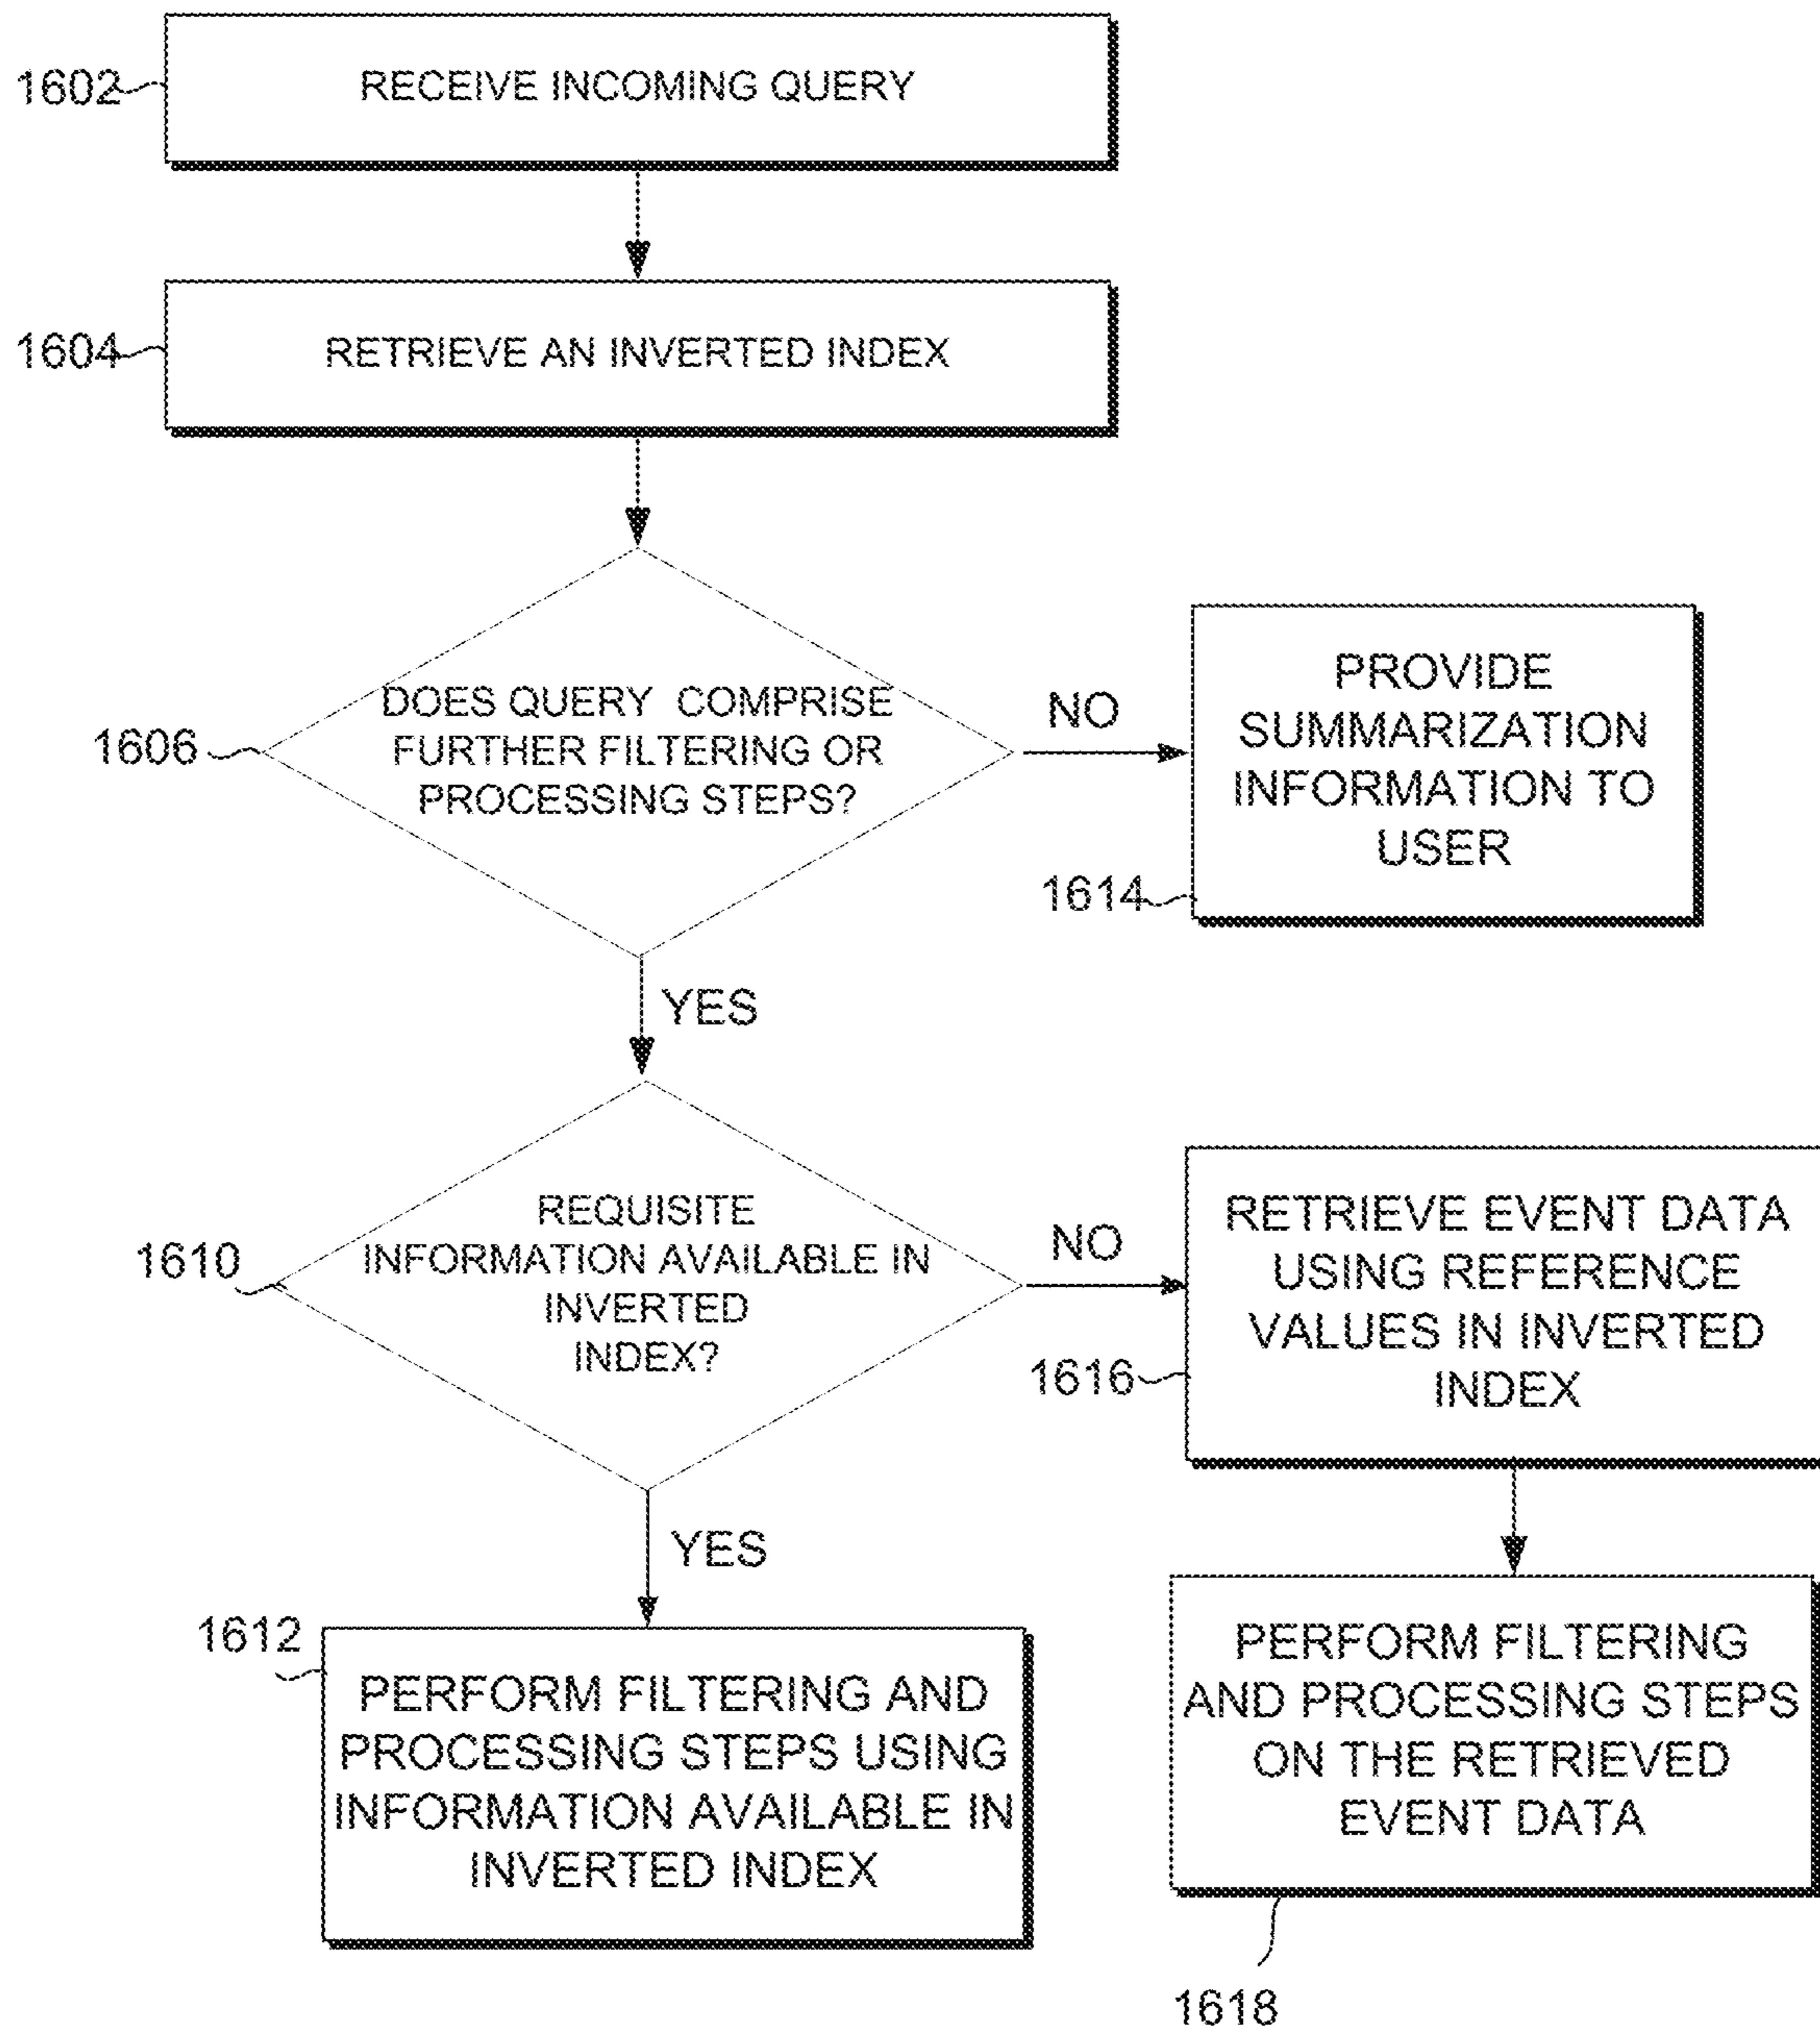 1602
RECEIVE INCOMING QUERY
1604
RETRIEVE AN INVERTED INDEX
1606
DOES QUERY COMPRISE
FURTHER FILTERING OR
PROCESSING STEPS?
NO
PROVIDE
SUMMARIZATION
INFORMATION TO
USER
1614
YES
1610
REQUISITE
INFORMATION AVAILABLE IN
INVERTED
INDEX?
NO
RETRIEVE EVENT DATA
USING REFERENCE
VALUES IN INVERTED
INDEX
1616
YES
1612
PERFORM FILTERING AND
PROCESSING STEPS USING
INFORMATION AVAILABLE IN
INVERTED INDEX
PERFORM FILTERING
AND PROCESSING STEPS
ON THE RETRIEVED
EVENT DATA
1618